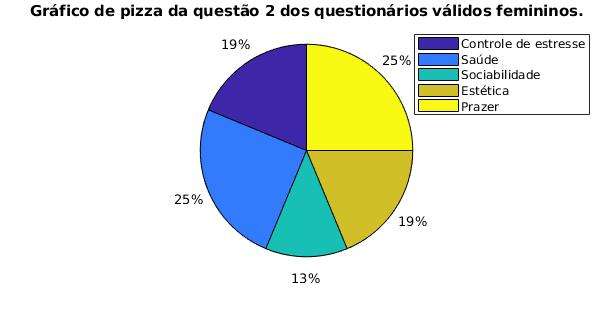 Gráfico de pizza da questão 2 dos questionários válidos femininos.
19%
25%
Controle de estresse
Saúde
Sociabilidade
Estética
Prazer
25%
19%
13%